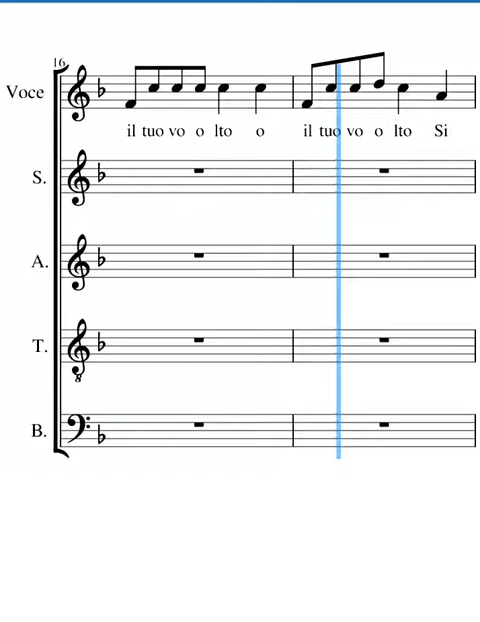 16
Voce
il tuo vo o lto o il tuo vo o lto Si
S.
A.
T.
8
B.